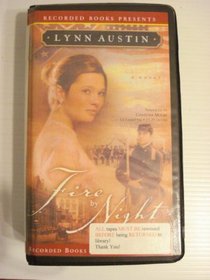 RECORDED BOOKS PRESENTS
LYNN AUSTIN
a novel
Fire
by
Night
ALL tapes MUST BE rewound
BEFORE being RETURNED to
library!
Thank You!
RECORDED BOOKS